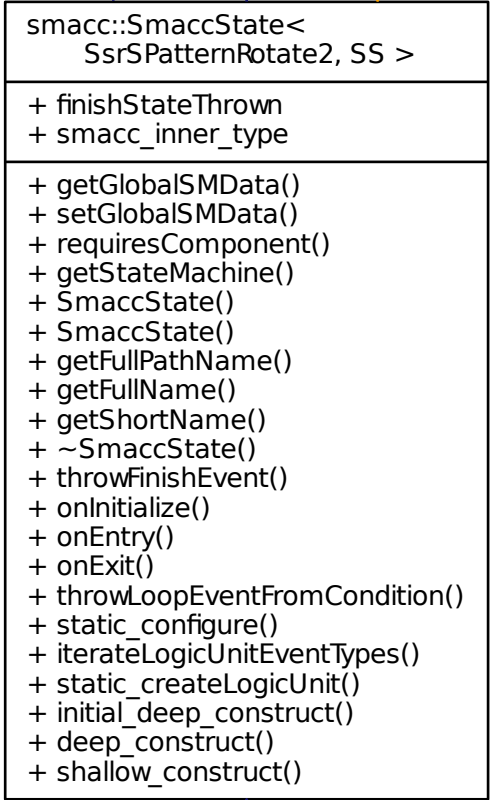 smacc::SmaccState<
SsrSPatternRotate2, SS >
+ finishStateThrown
+ smacc_inner_type
+ getGlobalSMData()
+ setGlobalSMData()
+ requiresComponent()
+ getStateMachine()
+ SmaccState()
+ SmaccState()
+ getFullPathName()
+ getFullName()
+ getShortName()
+ ~SmaccState()
+ throwFinishEvent()
+ onInitialize()
+ onEntry()
+ onExit()
+ throwLoopEventFromCondition()
+ static_configure()
+ iterateLogicUnitEventTypes()
+ static_createLogicUnit()
+ initial_deep_construct()
+ deep_construct()
+ shallow_construct()